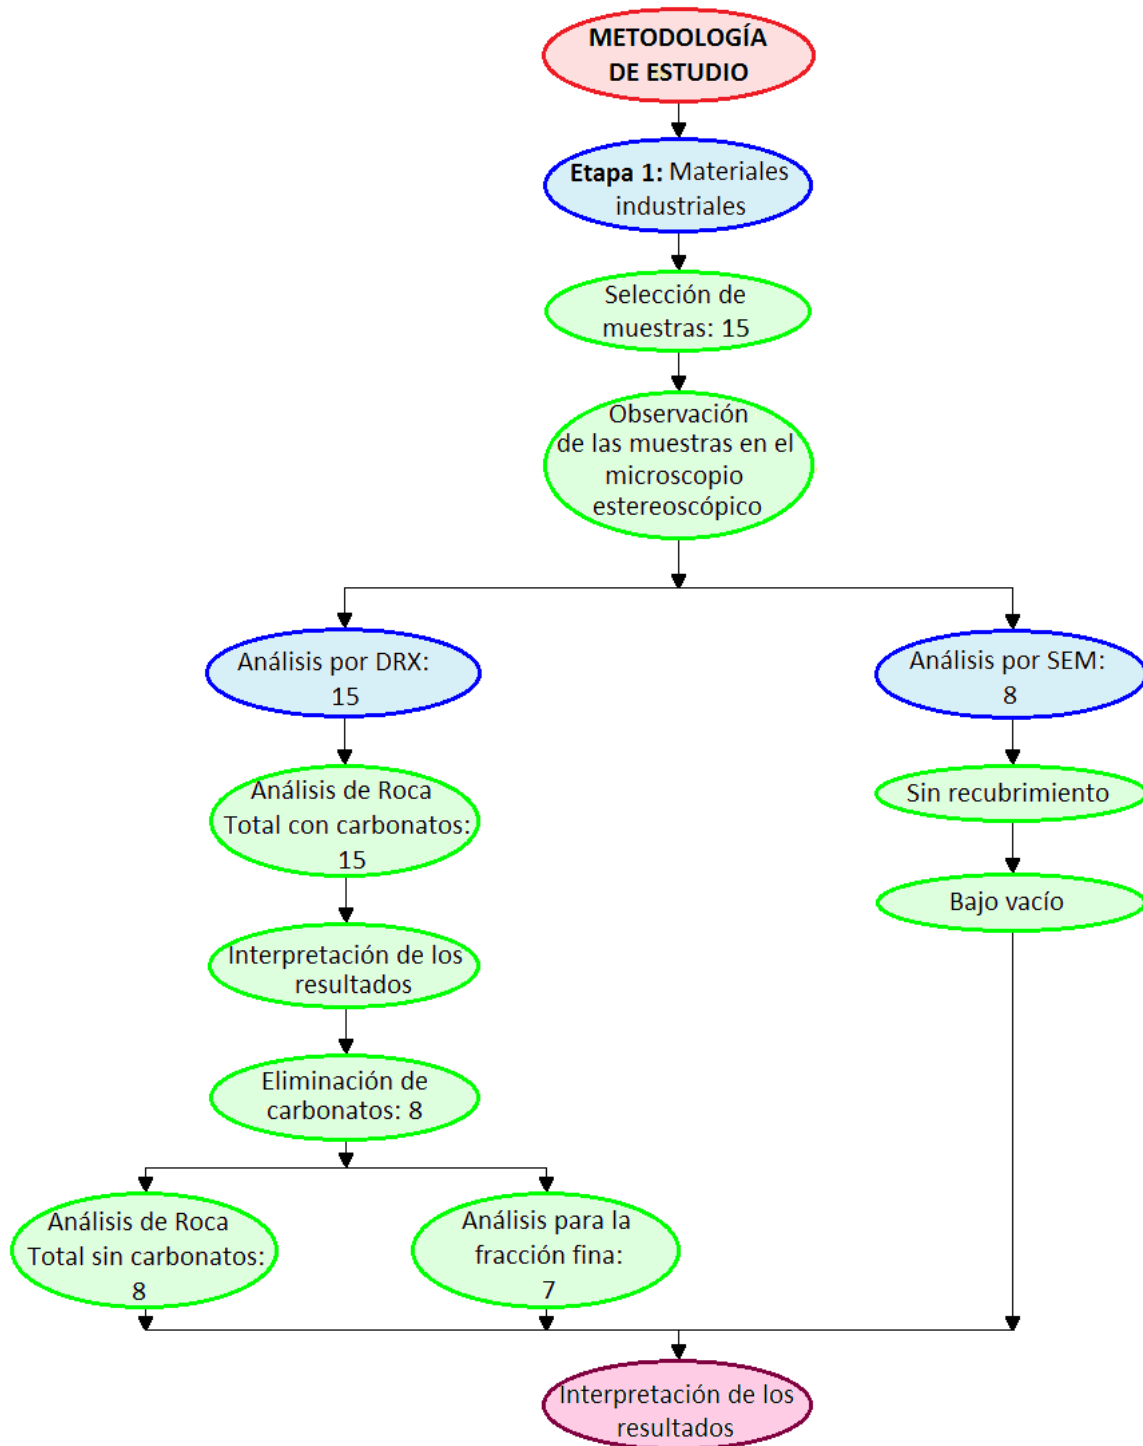 METODOLOGÍA
DE ESTUDIO
Etapa 1: Materiales
industriales
Selección de
muestras: 15
Observación
de las muestras en el
microscopio
estereoscópico
Análisis por DRX:
15
Análisis por SEM:
8
Análisis de Roca
Total con carbonatos:
15
Sin recubrimiento
Bajo vacío
Interpretación de los
resultados
Eliminación de
carbonatos: 8
Análisis de Roca
Total sin carbonatos:
8
Análisis para la
fracción fina:
7
Interpretación de los
resultados